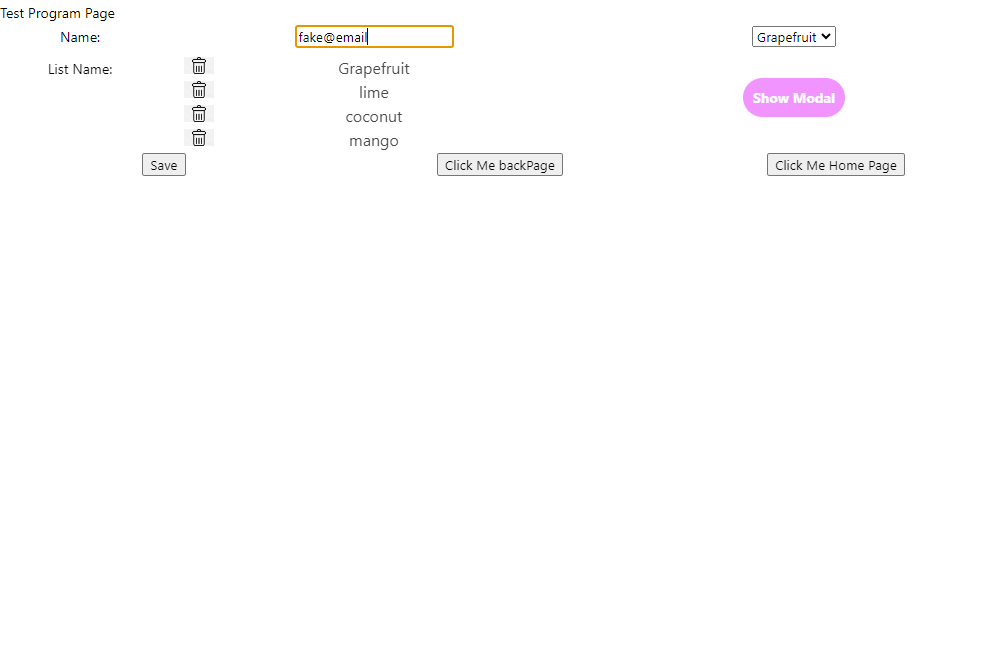 Test Program Page
Name: fake@email Grapefruit
List Name: Grapefruit
lime
Show Modal
coconut
mango
Save Click Me backPage Click Me Home Page